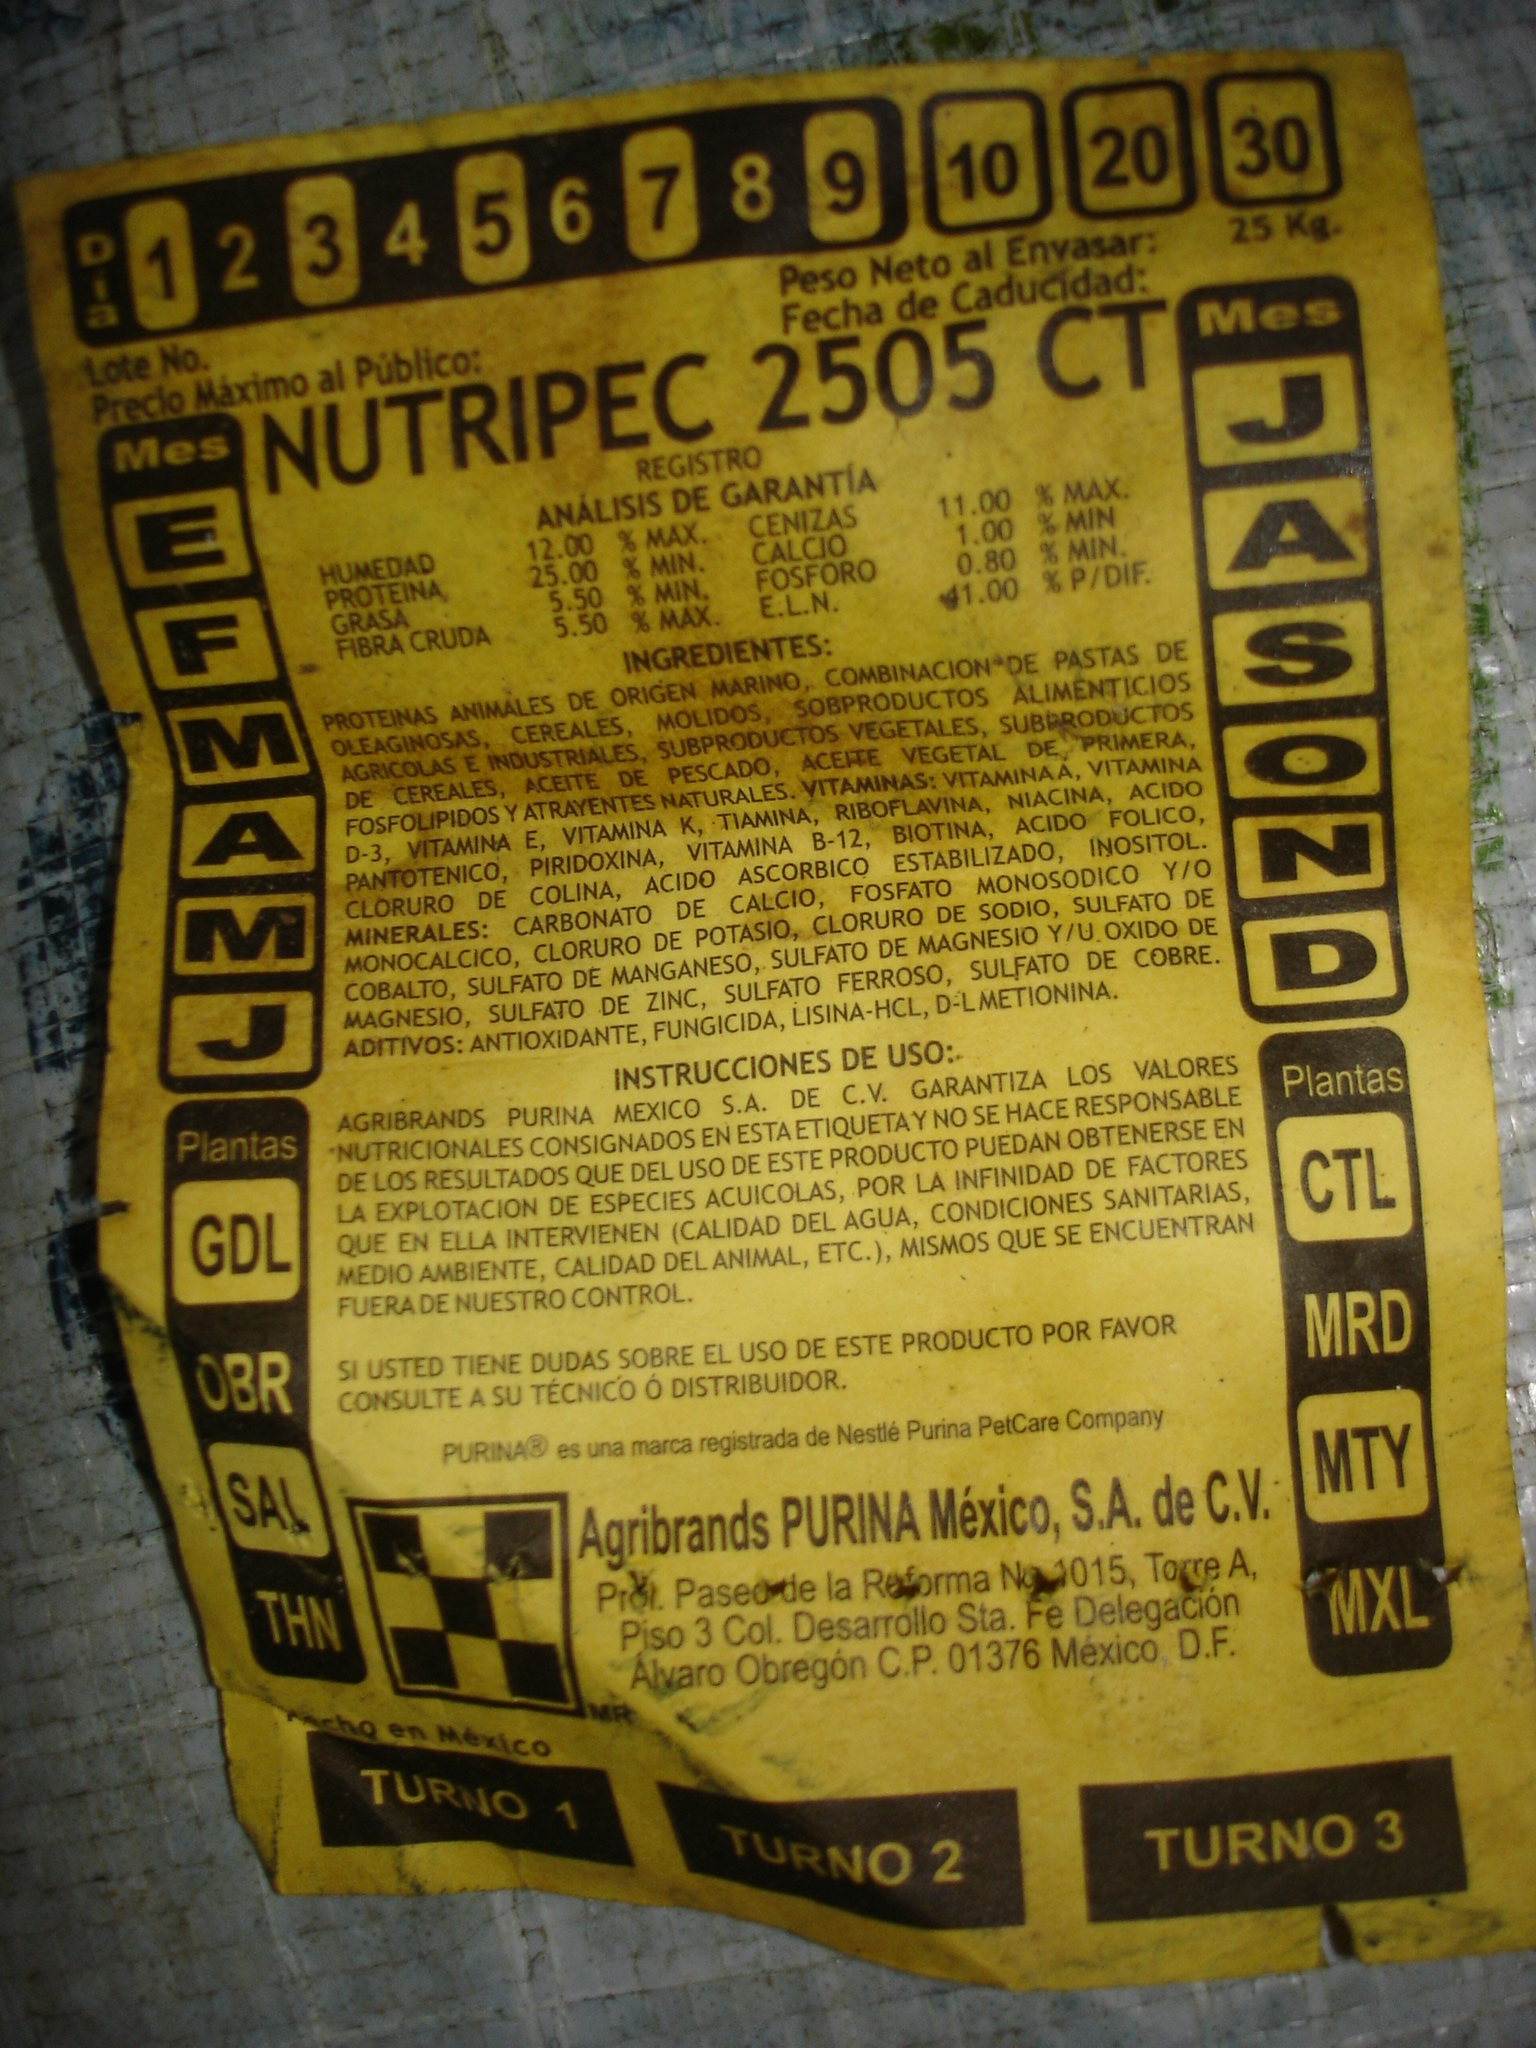 Día 1 2 3 4 5 6 7 8 9 10 20 30
Peso Neto al Envasar: 25 Kg.
Fecha de Caducidad:
Lote No.
Precio Máximo al Público:
NUTRIPEC 2505 CT
REGISTRO
ANÁLISIS DE GARANTÍA
HUMEDAD 12.00 % MAX. CENIZAS 11.00 % MAX.
PROTEINA 25.00 % MIN. CALCIO 1.00 % MIN
GRASA 5.50 % MIN. FOSFORO 0.80 % MIN.
FIBRA CRUDA 5.50 % MAX. E.L.N. 41.00 % P/DIF.
INGREDIENTES:
PROTEINAS ANIMALES DE ORIGEN MARINO, COMBINACION DE PASTAS DE
OLEAGINOSAS, CEREALES, MOLIDOS, SOBPRODUCTOS ALIMENTICIOS
AGRICOLAS E INDUSTRIALES, SUBPRODUCTOS VEGETALES, SUBPRODUCTOS
DE CEREALES, ACEITE DE PESCADO, ACEITE VEGETAL DE PRIMERA,
FOSFOLIPIDOS Y ATRAYENTES NATURALES. VITAMINAS: VITAMINA A, VITAMINA
D-3, VITAMINA E, VITAMINA K, TIAMINA, RIBOFLAVINA, NIACINA, ACIDO
PANTOTENICO, PIRIDOXINA, VITAMINA B-12, BIOTINA, ACIDO FOLICO,
CLORURO DE COLINA, ACIDO ASCORBICO ESTABILIZADO, INOSITOL.
MINERALES: CARBONATO DE CALCIO, FOSFATO MONOSODICO Y/O
MONOCALCICO, CLORURO DE POTASIO, CLORURO DE SODIO, SULFATO DE
COBALTO, SULFATO DE MANGANESO, SULFATO DE MAGNESIO Y/U OXIDO DE
MAGNESIO, SULFATO DE ZINC, SULFATO FERROSO, SULFATO DE COBRE.
ADITIVOS: ANTIOXIDANTE, FUNGICIDA, LISINA-HCL, D-L METIONINA.
INSTRUCCIONES DE USO:
AGRIBRANDS PURINA MEXICO S.A. DE C.V. GARANTIZA LOS VALORES
NUTRICIONALES CONSIGNADOS EN ESTA ETIQUETA Y NO SE HACE RESPONSABLE
DE LOS RESULTADOS QUE DEL USO DE ESTE PRODUCTO PUEDAN OBTENERSE EN
LA EXPLOTACION DE ESPECIES ACUICOLAS, POR LA INFINIDAD DE FACTORES
QUE EN ELLA INTERVIENEN (CALIDAD DEL AGUA, CONDICIONES SANITARIAS,
MEDIO AMBIENTE, CALIDAD DEL ANIMAL, ETC.), MISMOS QUE SE ENCUENTRAN
FUERA DE NUESTRO CONTROL.
SI USTED TIENE DUDAS SOBRE EL USO DE ESTE PRODUCTO POR FAVOR
CONSULTE A SU TÉCNICO Ó DISTRIBUIDOR.
PURINA® es una marca registrada de Nestlé Purina PetCare Company
Agribrands PURINA México, S.A. de C.V.
Prol. Paseo de la Reforma No. 1015, Torre A,
Piso 3 Col. Desarrollo Sta. Fe Delegación
Álvaro Obregón C.P. 01376 México, D.F.
MR
Hecho en México
Mes
E
F
M
A
M
J
Plantas
GDL
OBR
SAL
THN
Mes
J
A
S
O
N
D
Plantas
CTL
MRD
MTY
MXL
TURNO 1
TURNO 2
TURNO 3